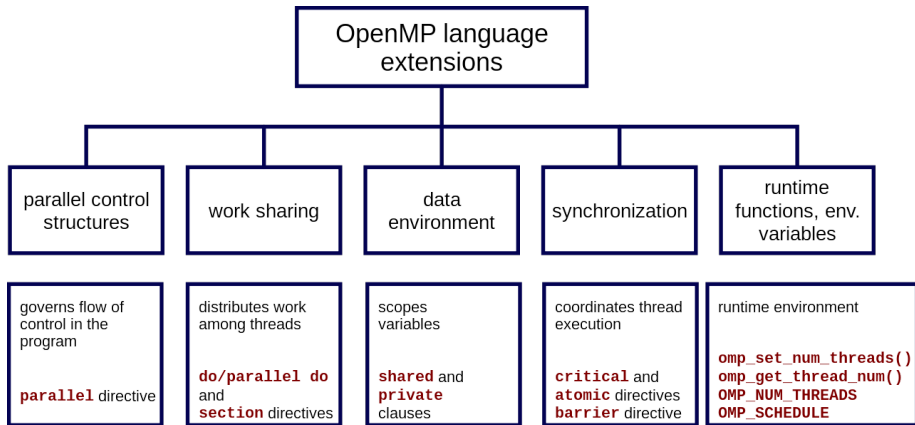 OpenMP language
extensions
parallel control
structures
work sharing
data
environment
synchronization
runtime
functions, env.
variables
governs flow of
control in the
program
parallel directive
distributes work
among threads
do/parallel do
and
section directives
scopes
variables
shared and
private
clauses
coordinates thread
execution
critical and
atomic directives
barrier directive
runtime environment
omp_set_num_threads()
omp_get_thread_num()
OMP_NUM_THREADS
OMP_SCHEDULE